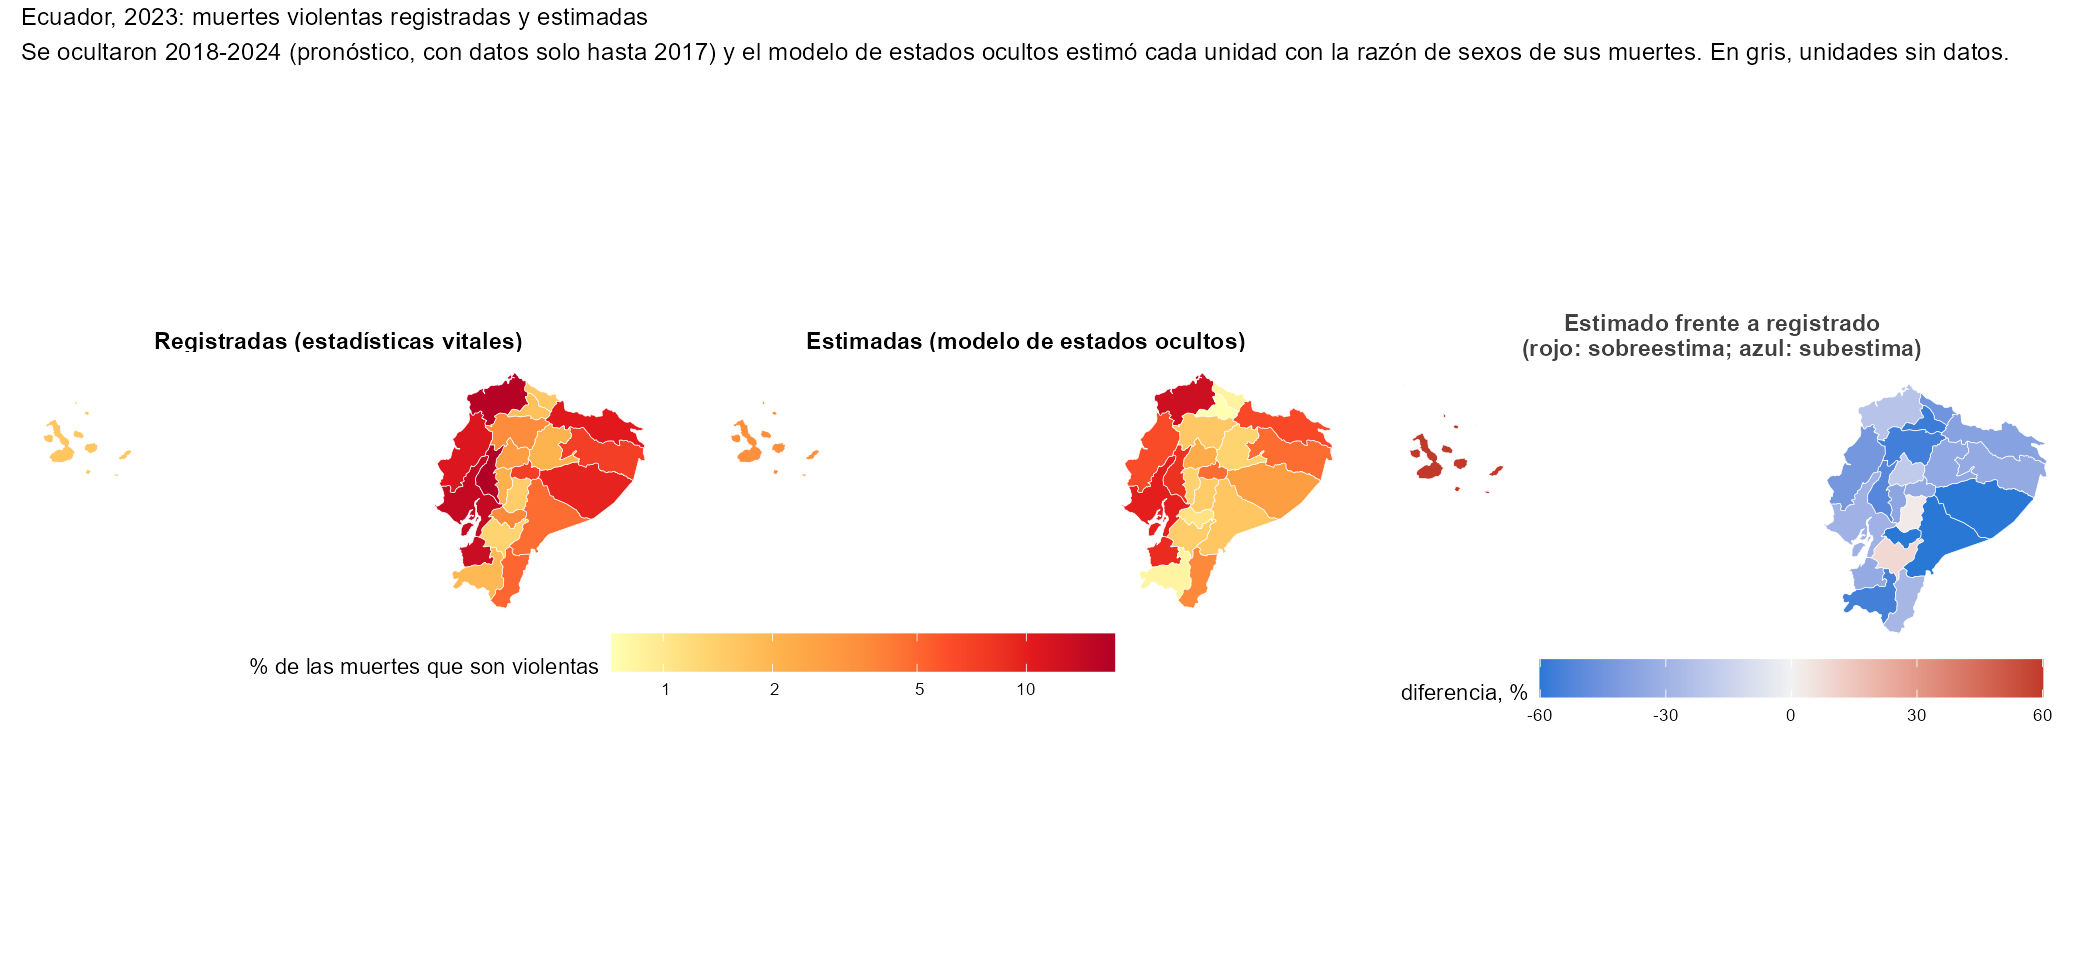 Ecuador, 2023: muertes violentas registradas y estimadas
Se ocultaron 2018-2024 (pronóstico, con datos solo hasta 2017) y el modelo de estados ocultos estimó cada unidad con la razón de sexos de sus muertes. En gris, unidades sin datos.
Registradas (estadísticas vitales)
Estimadas (modelo de estados ocultos)
Estimado frente a registrado
(rojo: sobreestima; azul: subestima)
% de las muertes que son violentas
1 2 5 10
diferencia, %
-60 -30 0 30 60